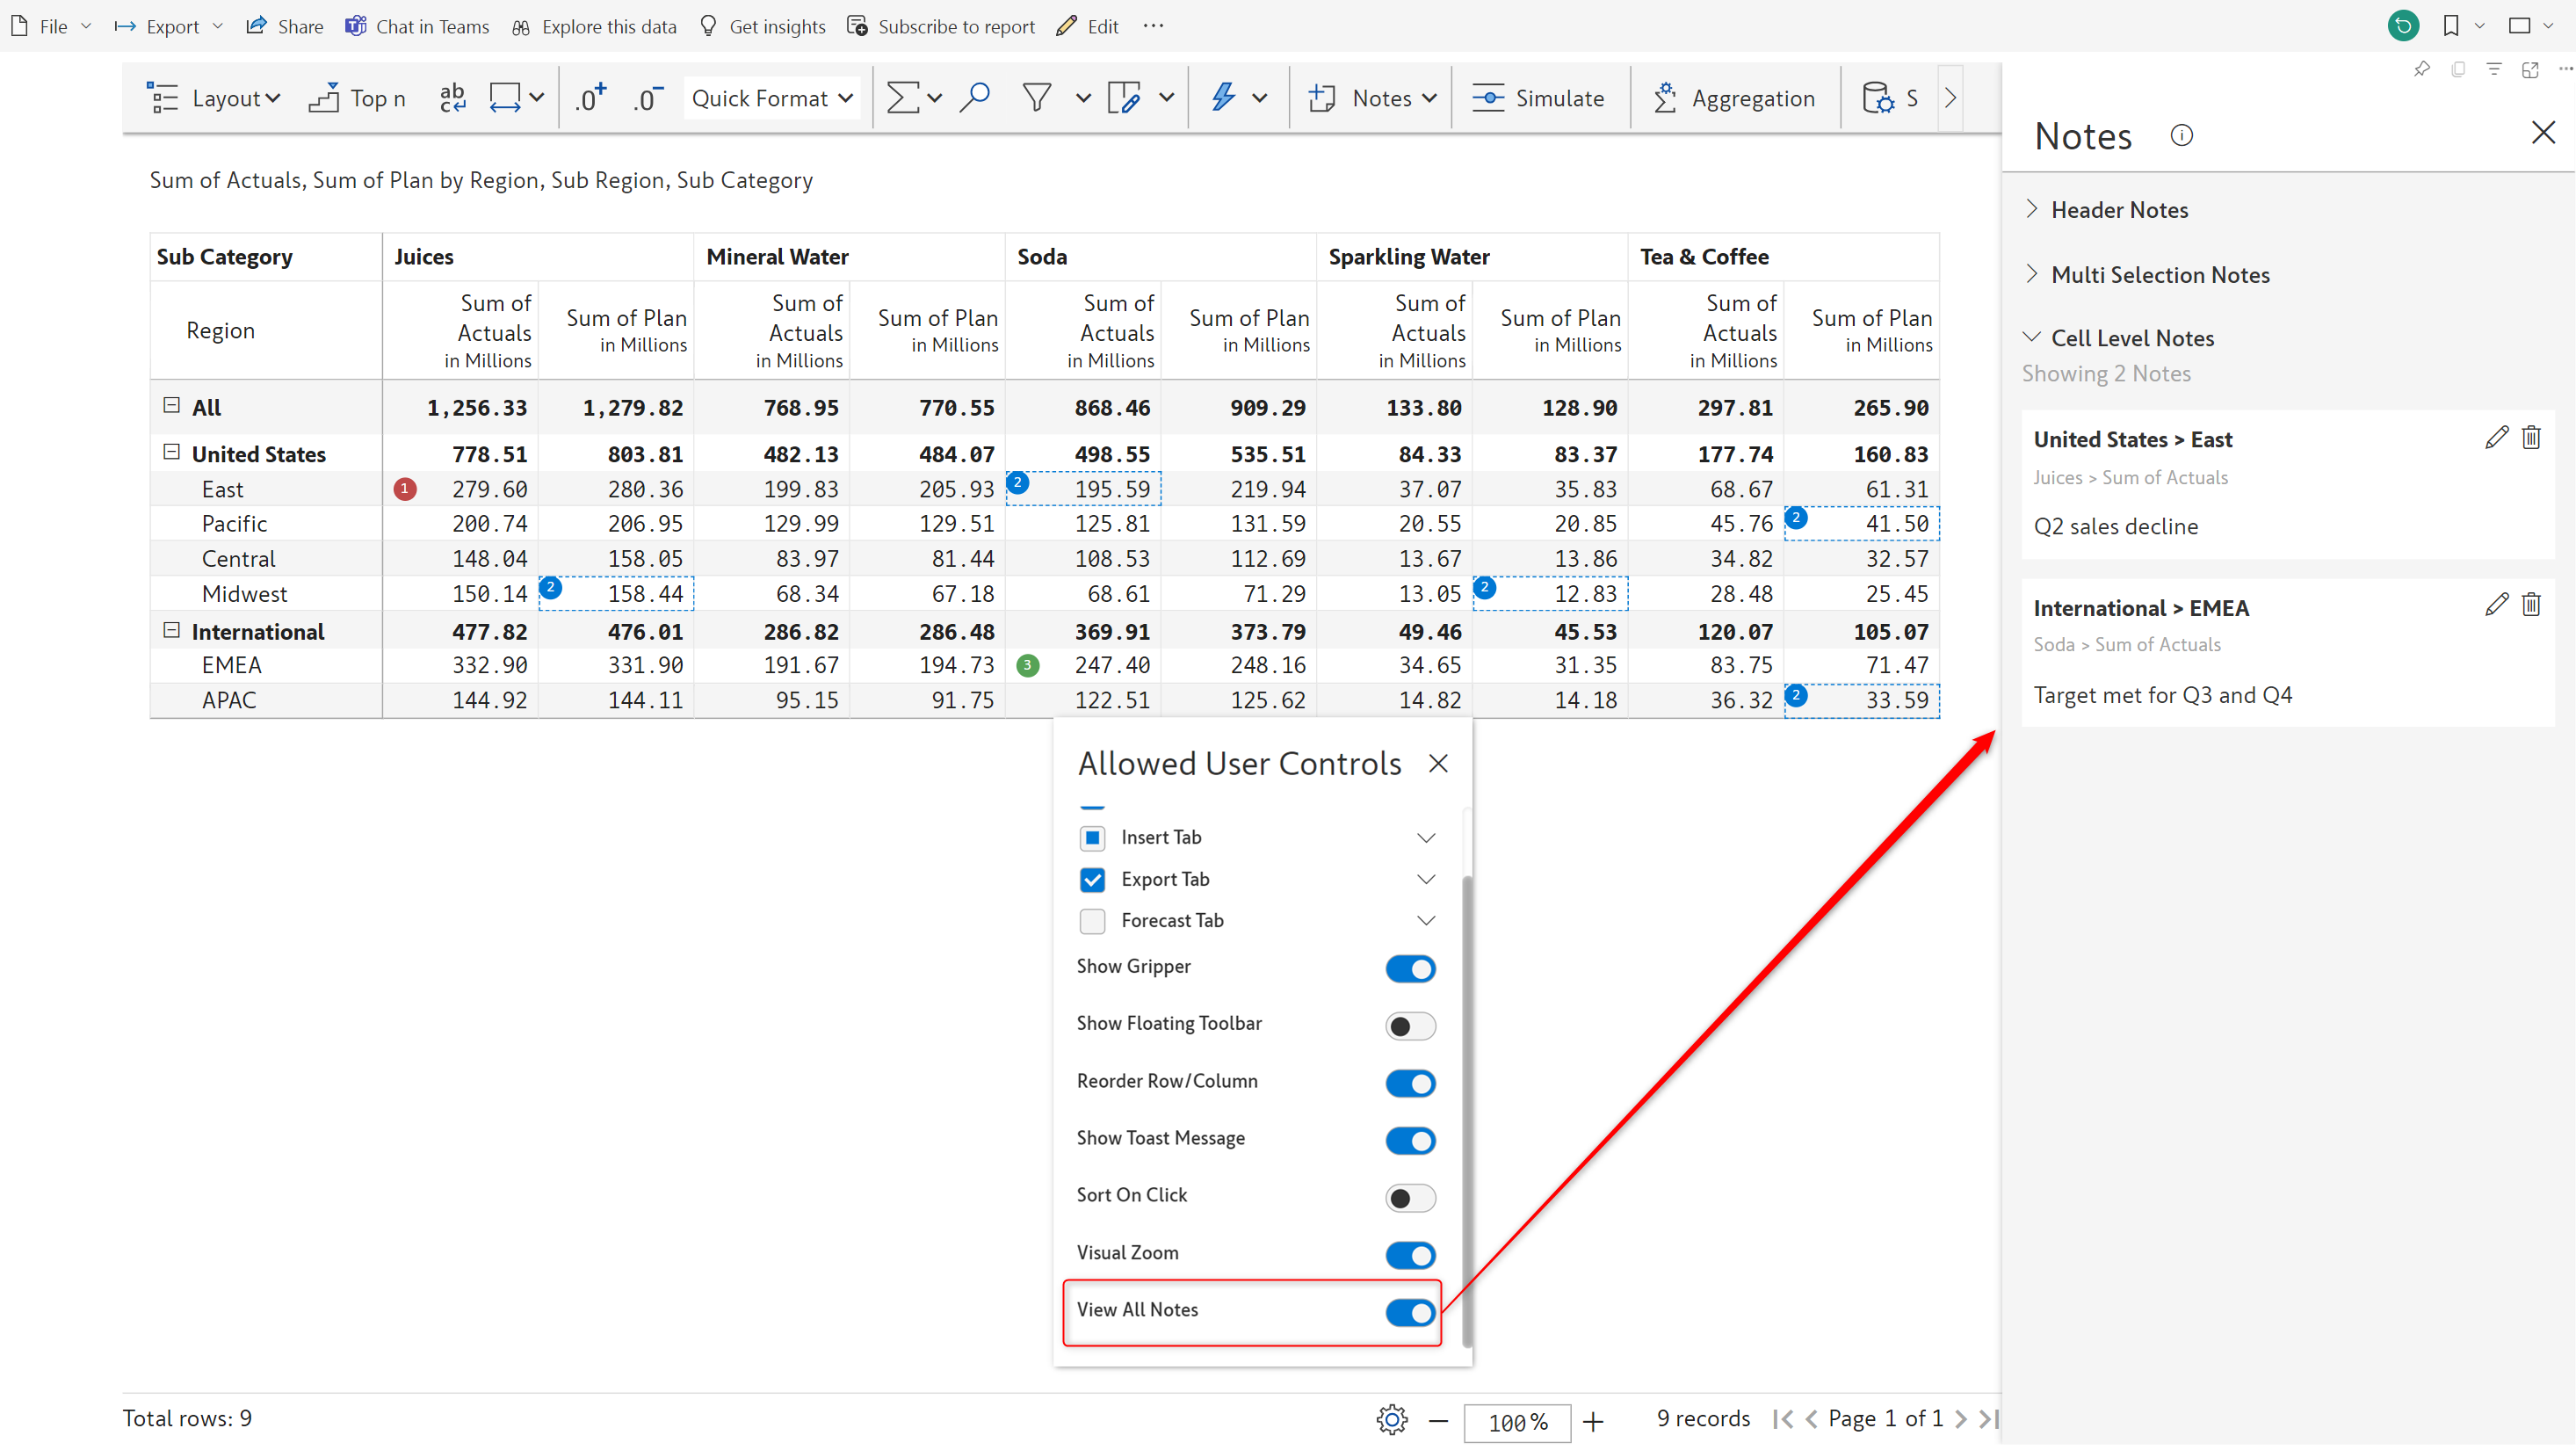 File Export Share Chat in Teams Explore this data Get insights Subscribe to report Edit ...
Layout Top n ab .0+ .0- Quick Format Notes Simulate Aggregation S
Sum of Actuals, Sum of Plan by Region, Sub Region, Sub Category
Sub Category Juices Mineral Water Soda Sparkling Water Tea & Coffee
Region Sum of Actuals in Millions Sum of Plan in Millions Sum of Actuals in Millions Sum of Plan in Millions Sum of Actuals in Millions Sum of Plan in Millions Sum of Actuals in Millions Sum of Plan in Millions Sum of Actuals in Millions Sum of Plan in Millions
All 1,256.33 1,279.82 768.95 770.55 868.46 909.29 133.80 128.90 297.81 265.90
United States 778.51 803.81 482.13 484.07 498.55 535.51 84.33 83.37 177.74 160.83
East 1 279.60 280.36 199.83 205.93 2 195.59 219.94 37.07 35.83 68.67 61.31
Pacific 200.74 206.95 129.99 129.51 125.81 131.59 20.55 20.85 45.76 2 41.50
Central 148.04 158.05 83.97 81.44 108.53 112.69 13.67 13.86 34.82 32.57
Midwest 150.14 2 158.44 68.34 67.18 68.61 71.29 13.05 2 12.83 28.48 25.45
International 477.82 476.01 286.82 286.48 369.91 373.79 49.46 45.53 120.07 105.07
EMEA 332.90 331.90 191.67 194.73 3 247.40 248.16 34.65 31.35 83.75 71.47
APAC 144.92 144.11 95.15 91.75 122.51 125.62 14.82 14.18 36.32 2 33.59
Allowed User Controls
Insert Tab
Export Tab
Forecast Tab
Show Gripper
Show Floating Toolbar
Reorder Row/Column
Show Toast Message
Sort On Click
Visual Zoom
View All Notes
Total rows: 9 100% 9 records Page 1 of 1
Notes
Header Notes
Multi Selection Notes
Cell Level Notes
Showing 2 Notes
United States > East
Juices > Sum of Actuals
Q2 sales decline
International > EMEA
Soda > Sum of Actuals
Target met for Q3 and Q4